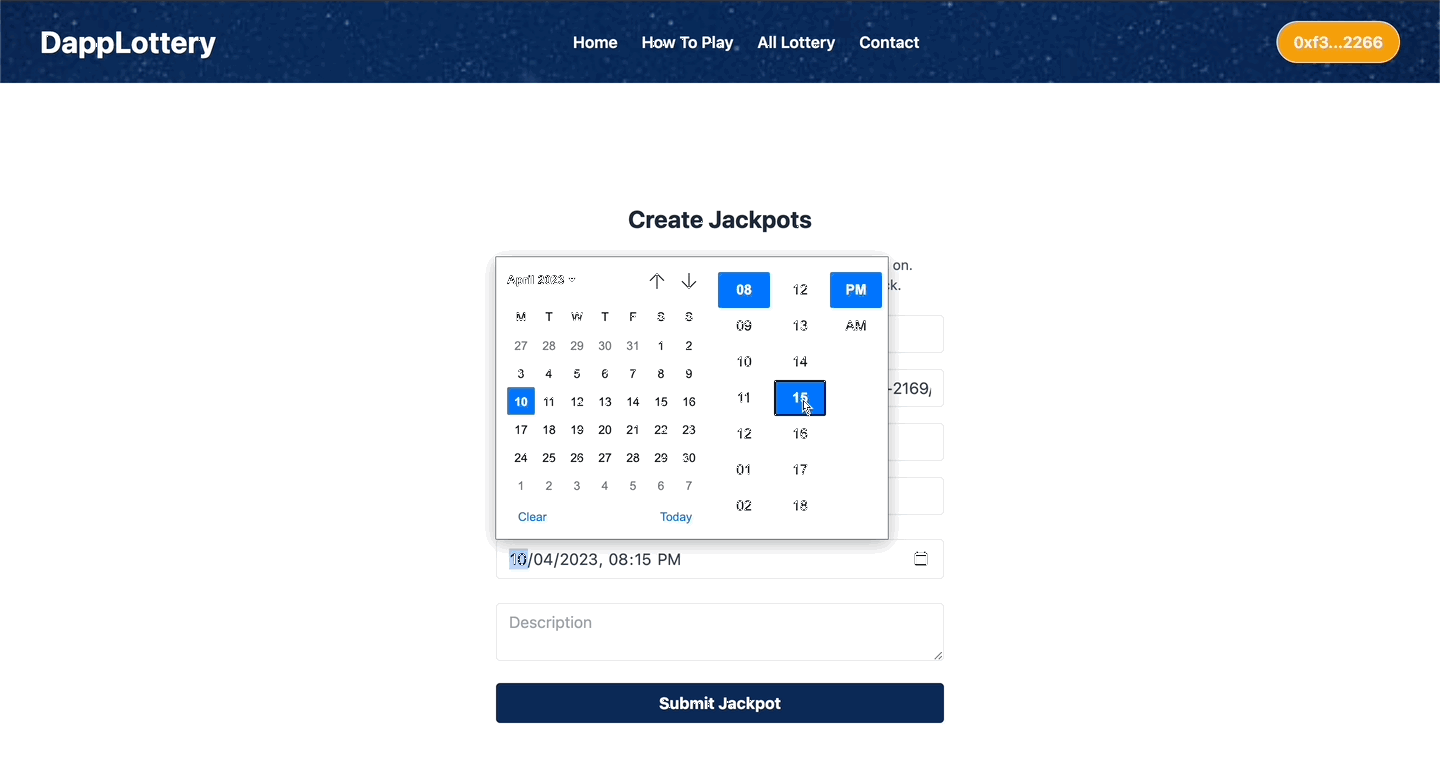 DappLottery
Home How To Play All Lottery Contact
0xf3...2266
Create Jackpots
on.
ck.
-2169/
April 2023
M T W T F S S
27 28 29 30 31 1 2
3 4 5 6 7 8 9
10 11 12 13 14 15 16
17 18 19 20 21 22 23
24 25 26 27 28 29 30
1 2 3 4 5 6 7
Clear Today
08 12 PM
09 13 AM
10 14
11 15
12 16
01 17
02 18
10/04/2023, 08:15 PM
Description
Submit Jackpot